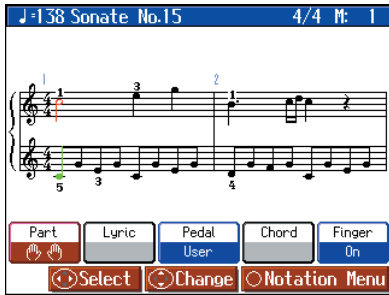 ♩=138 Sonate No.15 4/4 M: 1
1 2
1 3 1
5 3 4
Part Lyric Pedal Chord Finger
User On
Select Change Notation Menu